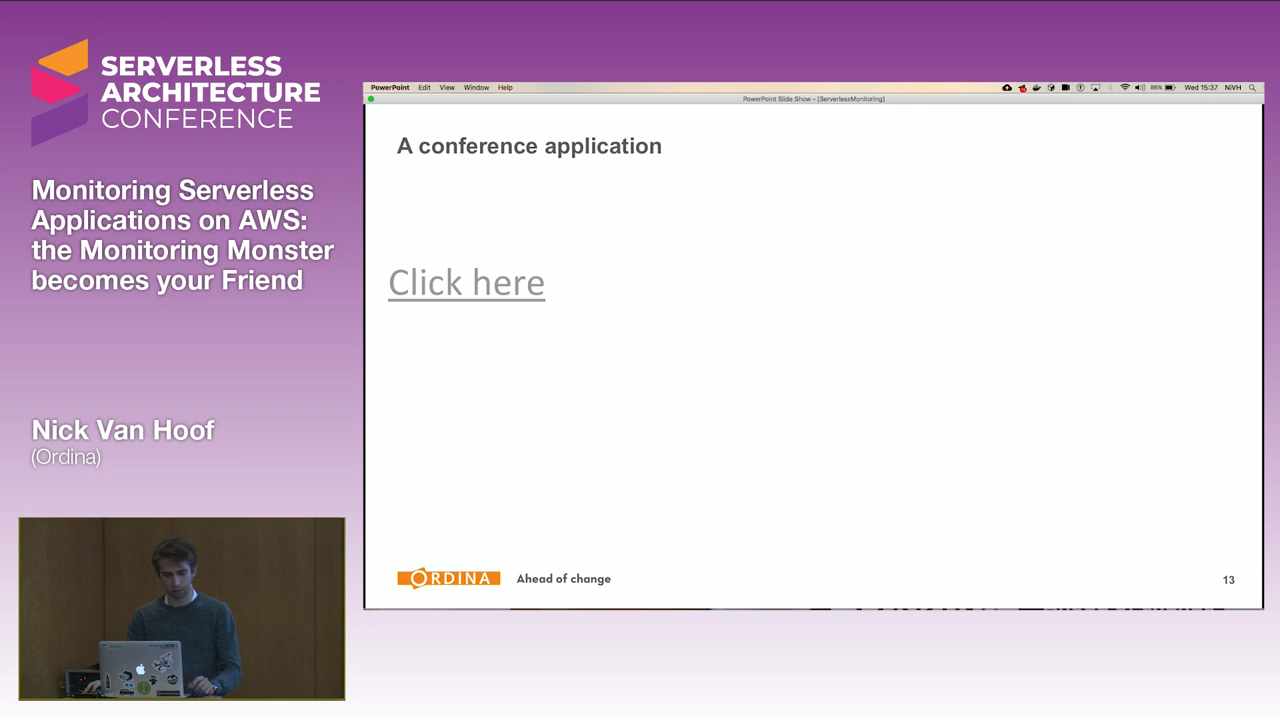 SERVERLESS
ARCHITECTURE
CONFERENCE
Monitoring Serverless
Applications on AWS:
the Monitoring Monster
becomes your Friend
Nick Van Hoof
(Ordina)
PowerPoint Edit View Window Help
86% Wed 15:37 NiVH
PowerPoint Slide Show - [ServerlessMonitoring]
A conference application
Click here
ORDINA Ahead of change
13